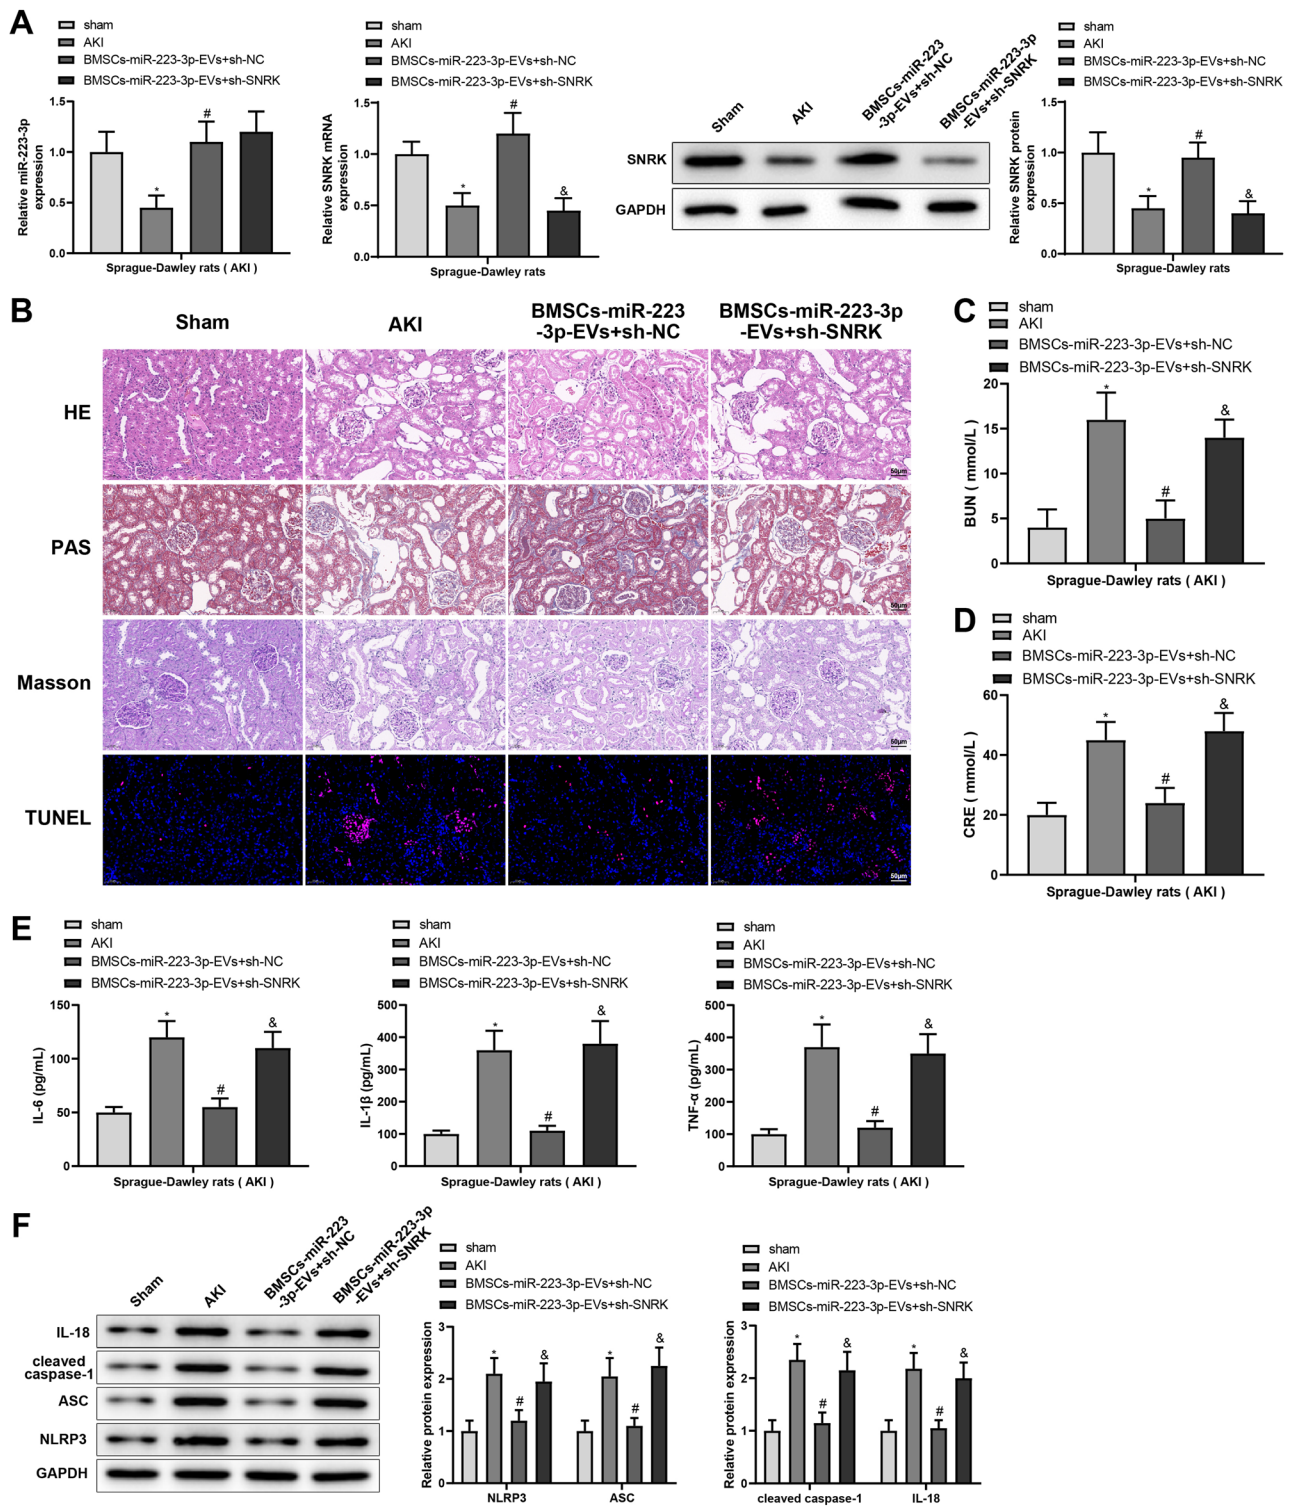 A
sham
AKI
BMSCs-miR-223-3p-EVs+sh-NC
BMSCs-miR-223-3p-EVs+sh-SNRK
Relative miR-223-3p
expression
1.5
1.0
0.5
0.0
*
#
Sprague-Dawley rats ( AKI )
sham
AKI
BMSCs-miR-223-3p-EVs+sh-NC
BMSCs-miR-223-3p-EVs+sh-SNRK
Relative SNRK mRNA
expression
1.5
1.0
0.5
0.0
*
#
&
Sprague-Dawley rats
Sham
AKI
BMSCs-miR-223
-3p-EVs+sh-NC
BMSCs-miR-223-3p
-EVs+sh-SNRK
SNRK
GAPDH
sham
AKI
BMSCs-miR-223-3p-EVs+sh-NC
BMSCs-miR-223-3p-EVs+sh-SNRK
Relative SNRK protein
expression
1.5
1.0
0.5
0.0
*
#
&
Sprague-Dawley rats
B
Sham
AKI
BMSCs-miR-223
-3p-EVs+sh-NC
BMSCs-miR-223-3p
-EVs+sh-SNRK
HE
50μm
PAS
50μm
Masson
50μm
TUNEL
50μm
C
sham
AKI
BMSCs-miR-223-3p-EVs+sh-NC
BMSCs-miR-223-3p-EVs+sh-SNRK
BUN ( mmol/L )
20
15
10
5
0
*
#
&
Sprague-Dawley rats ( AKI )
D
sham
AKI
BMSCs-miR-223-3p-EVs+sh-NC
BMSCs-miR-223-3p-EVs+sh-SNRK
CRE ( mmol/L )
60
40
20
0
*
#
&
Sprague-Dawley rats ( AKI )
E
sham
AKI
BMSCs-miR-223-3p-EVs+sh-NC
BMSCs-miR-223-3p-EVs+sh-SNRK
IL-6 (pg/mL)
150
100
50
0
*
#
&
Sprague-Dawley rats ( AKI )
sham
AKI
BMSCs-miR-223-3p-EVs+sh-NC
BMSCs-miR-223-3p-EVs+sh-SNRK
IL-1β (pg/mL)
500
400
300
200
100
0
*
#
&
Sprague-Dawley rats ( AKI )
sham
AKI
BMSCs-miR-223-3p-EVs+sh-NC
BMSCs-miR-223-3p-EVs+sh-SNRK
TNF-α (pg/mL)
500
400
300
200
100
0
*
#
&
Sprague-Dawley rats ( AKI )
F
Sham
AKI
BMSCs-miR-223
-3p-EVs+sh-NC
BMSCs-miR-223-3p
-EVs+sh-SNRK
IL-18
cleaved
caspase-1
ASC
NLRP3
GAPDH
sham
AKI
BMSCs-miR-223-3p-EVs+sh-NC
BMSCs-miR-223-3p-EVs+sh-SNRK
Relative protein expression
3
2
1
0
*
#
&
*
#
&
NLRP3
ASC
sham
AKI
BMSCs-miR-223-3p-EVs+sh-NC
BMSCs-miR-223-3p-EVs+sh-SNRK
Relative protein expression
3
2
1
0
*
#
&
*
#
&
cleaved caspase-1
IL-18